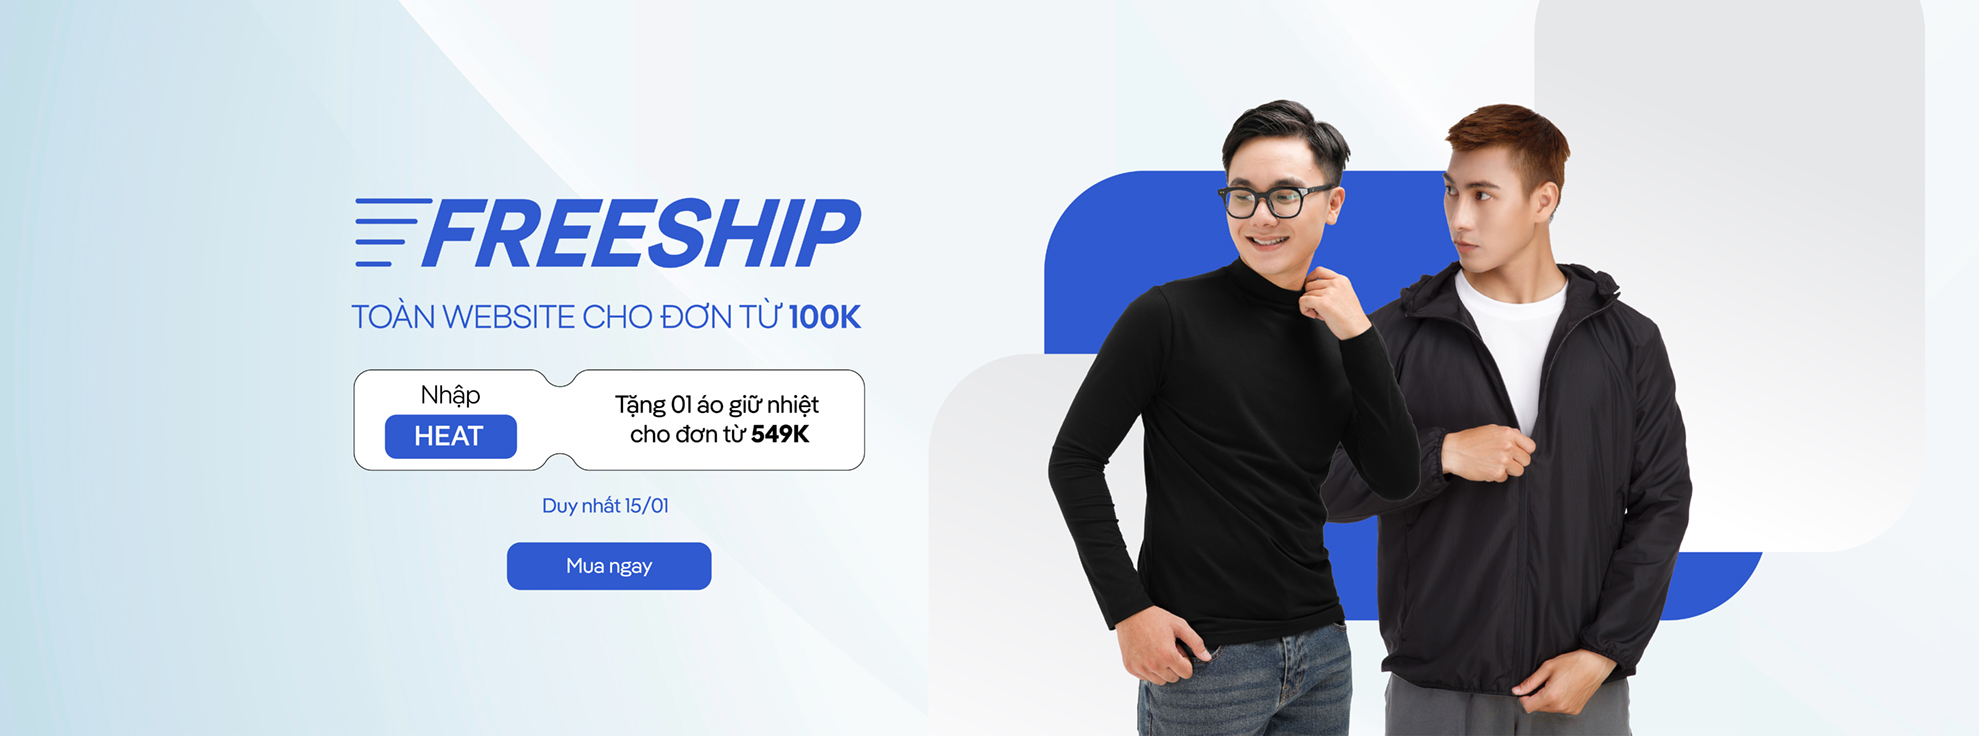 FREESHIP
TOÀN WEBSITE CHO ĐƠN TỪ 100K
Nhập
HEAT
Tặng 01 áo giữ nhiệt
cho đơn từ 549K
Duy nhất 15/01
Mua ngay